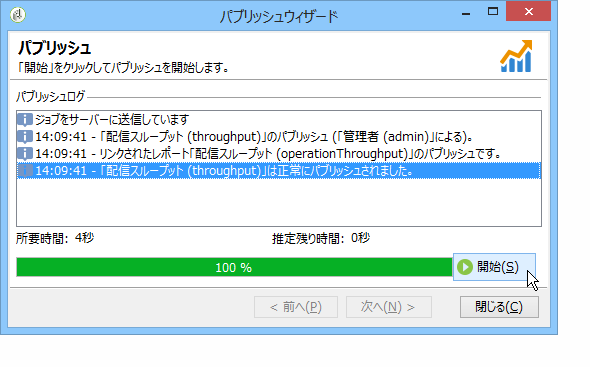 パブリッシュウィザード
パブリッシュ
「開始」をクリックしてパブリッシュを開始します。
パブリッシュログ
ジョブをサーバーに送信しています
14:09:41 - 「配信スループット (throughput)」のパブリッシュ (「管理者 (admin)」による)。
14:09:41 - リンクされたレポート「配信スループット (operationThroughput)」のパブリッシュです。
14:09:41 - 「配信スループット (throughput)」は正常にパブリッシュされました。
所要時間: 4秒 推定残り時間: 0秒
100 % 開始(S)
< 前へ(P) 次へ(N) > 閉じる(C)